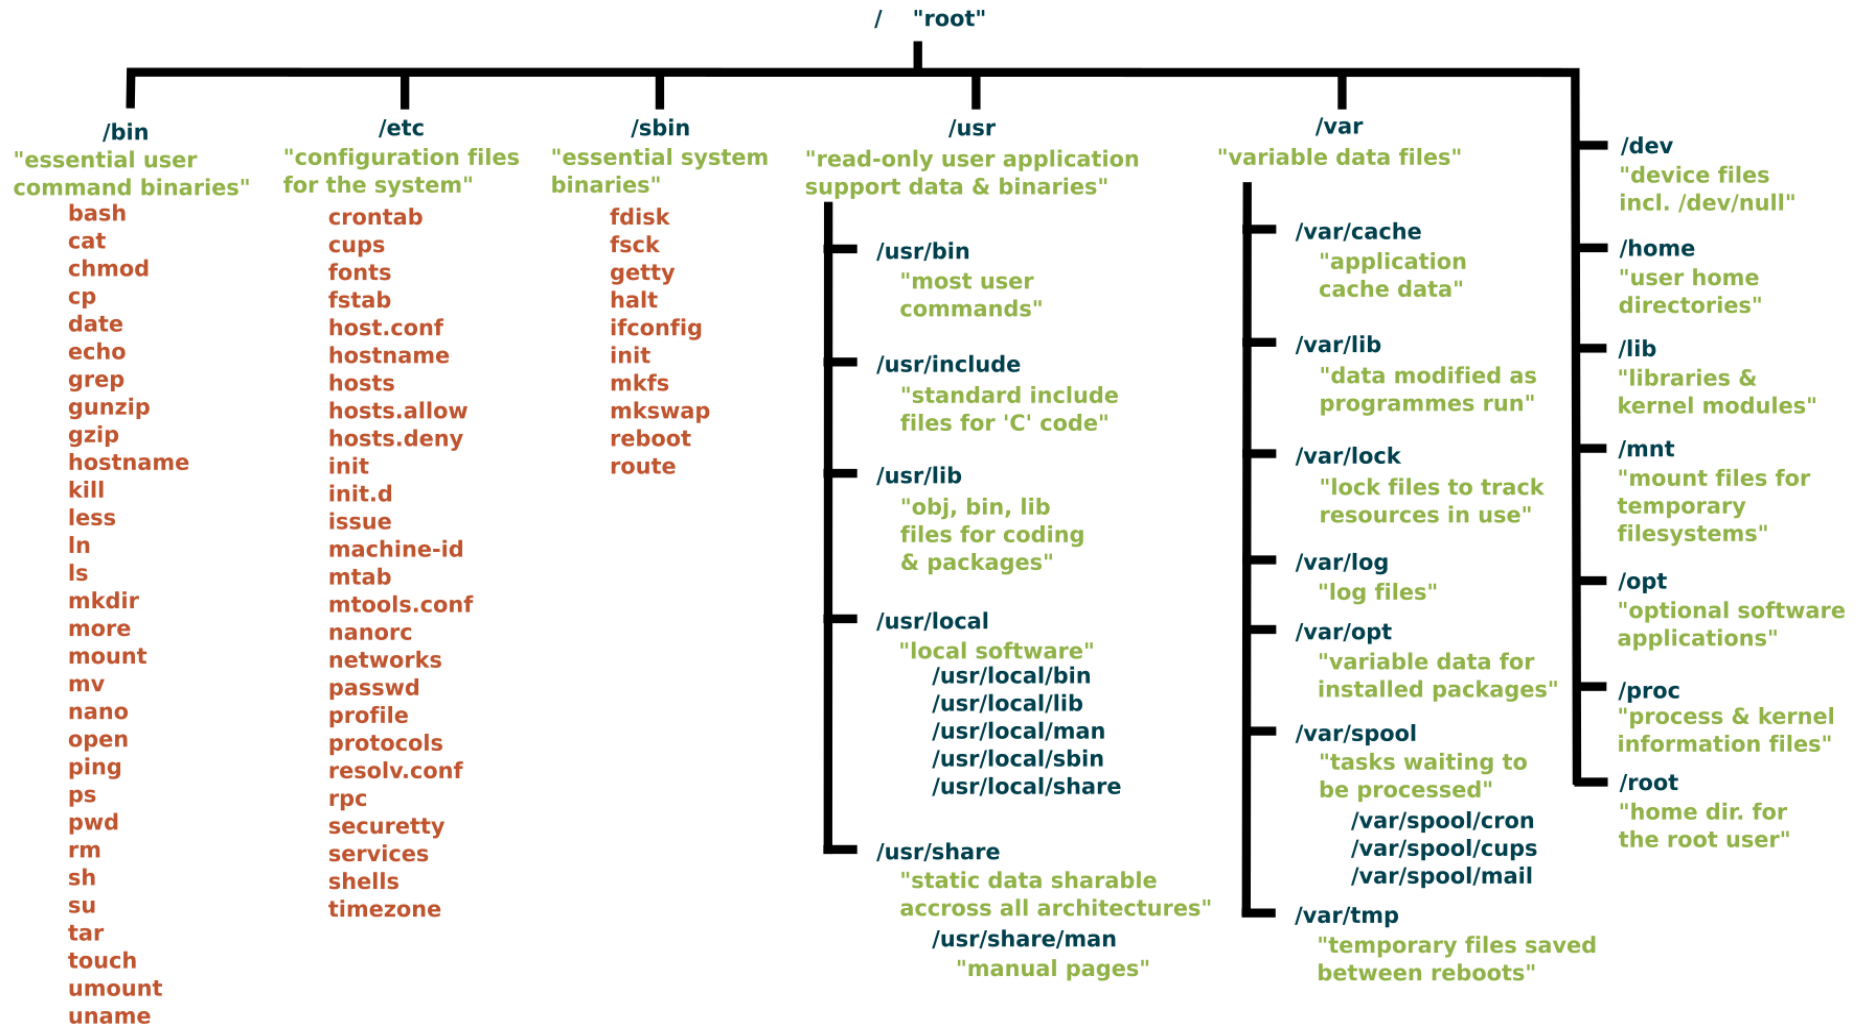 / "root"
/bin
"essential user
command binaries"
bash
cat
chmod
cp
date
echo
grep
gunzip
gzip
hostname
kill
less
ln
ls
mkdir
more
mount
mv
nano
open
ping
ps
pwd
rm
sh
su
tar
touch
umount
uname
/etc
"configuration files
for the system"
crontab
cups
fonts
fstab
host.conf
hostname
hosts
hosts.allow
hosts.deny
init
init.d
issue
machine-id
mtab
mtools.conf
nanorc
networks
passwd
profile
protocols
resolv.conf
rpc
securetty
services
shells
timezone
/sbin
"essential system
binaries"
fdisk
fsck
getty
halt
ifconfig
init
mkfs
mkswap
reboot
route
/usr
"read-only user application
support data & binaries"
/usr/bin
"most user
commands"
/usr/include
"standard include
files for 'C' code"
/usr/lib
"obj, bin, lib
files for coding
& packages"
/usr/local
"local software"
/usr/local/bin
/usr/local/lib
/usr/local/man
/usr/local/sbin
/usr/local/share
/usr/share
"static data sharable
accross all architectures"
/usr/share/man
"manual pages"
/var
"variable data files"
/var/cache
"application
cache data"
/var/lib
"data modified as
programmes run"
/var/lock
"lock files to track
resources in use"
/var/log
"log files"
/var/opt
"variable data for
installed packages"
/var/spool
"tasks waiting to
be processed"
/var/spool/cron
/var/spool/cups
/var/spool/mail
/var/tmp
"temporary files saved
between reboots"
/dev
"device files
incl. /dev/null"
/home
"user home
directories"
/lib
"libraries &
kernel modules"
/mnt
"mount files for
temporary
filesystems"
/opt
"optional software
applications"
/proc
"process & kernel
information files"
/root
"home dir. for
the root user"